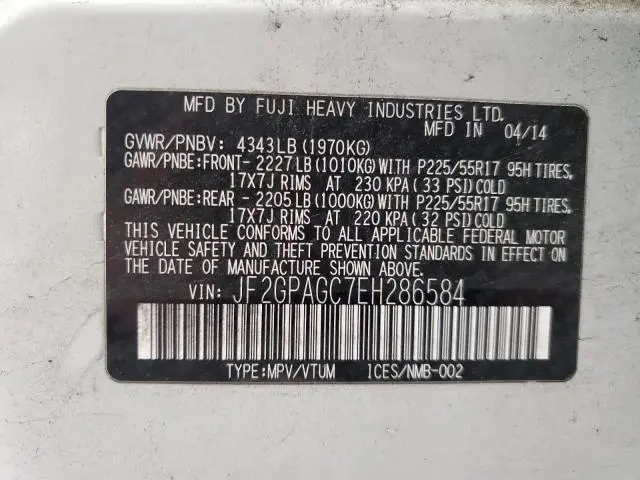 MFD BY FUJI HEAVY INDUSTRIES LTD.
MFD IN 04/14
GVWR/PNBV: 4343LB (1970KG)
GAWR/PNBE:FRONT- 2227LB(1010KG)WITH P225/55R17 95H TIRES,
17X7J RIMS AT 230 KPA (33 PSI)COLD
GAWR/PNBE:REAR - 2205LB(1000KG)WITH P225/55R17 95H TIRES,
17X7J RIMS AT 220 KPA (32 PSI)COLD
THIS VEHICLE CONFORMS TO ALL APPLICABLE FEDERAL MOTOR
VEHICLE SAFETY AND THEFT PREVENTION STANDARDS IN EFFECT ON
THE DATE OF MANUFACTURE SHOWN ABOVE.
VIN: JF2GPAGC7EH286584
TYPE:MPV/VTUM ICES/NMB-002